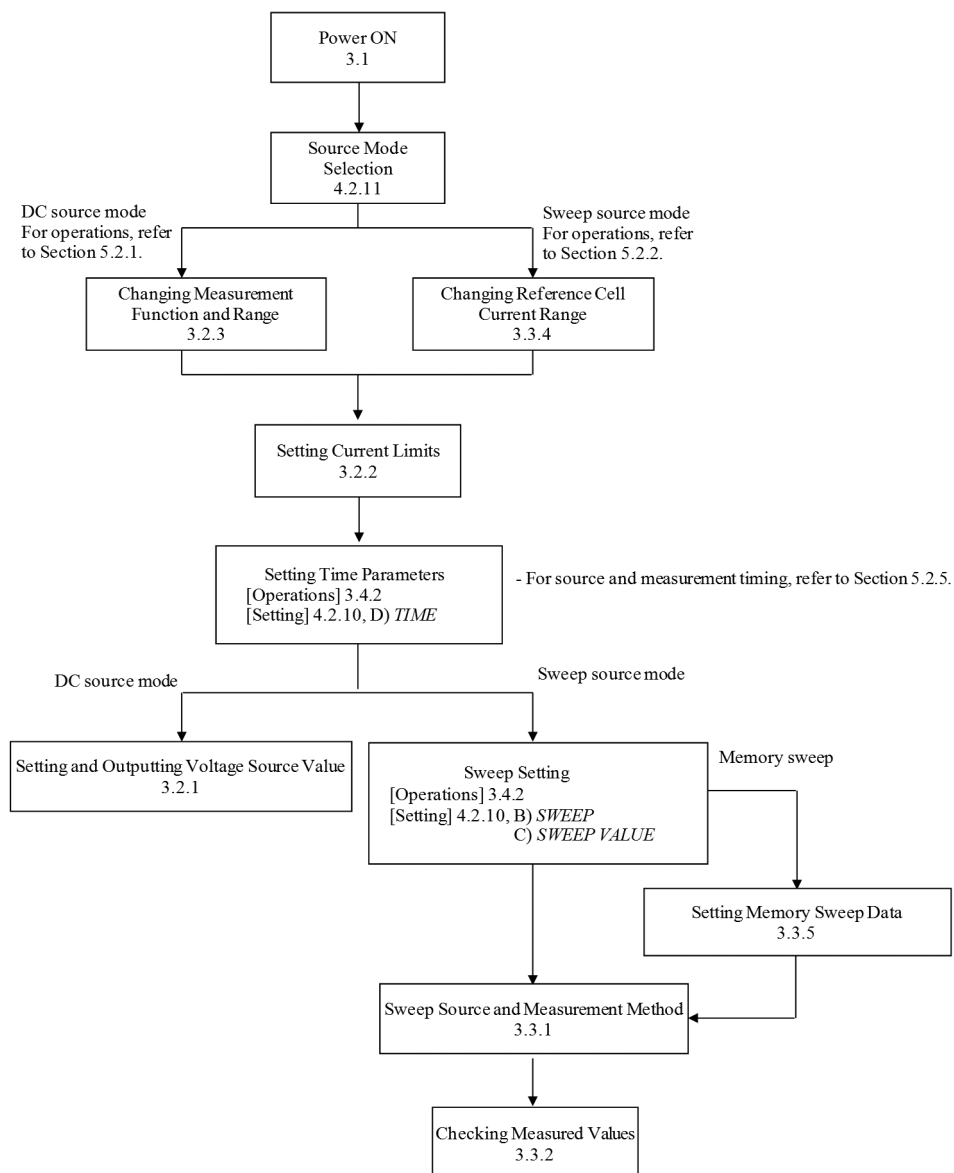 Power ON
3.1
Source Mode
Selection
4.2.11
DC source mode
For operations, refer
to Section 5.2.1.
Sweep source mode
For operations, refer
to Section 5.2.2.
Changing Measurement
Function and Range
3.2.3
Changing Reference Cell
Current Range
3.3.4
Setting Current Limits
3.2.2
Setting Time Parameters
[Operations] 3.4.2
[Setting] 4.2.10, D) TIME
- For source and measurement timing, refer to Section 5.2.5.
DC source mode
Sweep source mode
Setting and Outputting Voltage Source Value
3.2.1
Sweep Setting
[Operations] 3.4.2
[Setting] 4.2.10, B) SWEEP
C) SWEEP VALUE
Memory sweep
Setting Memory Sweep Data
3.3.5
Sweep Source and Measurement Method
3.3.1
Checking Measured Values
3.3.2